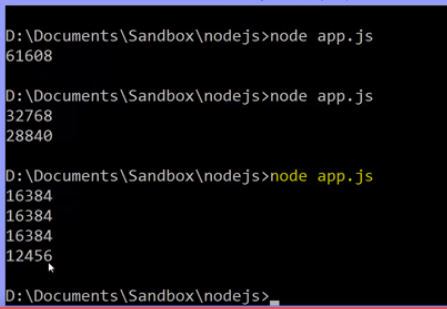 D:\Documents\Sandbox\nodejs>node app.js
61608
D:\Documents\Sandbox\nodejs>node app.js
32768
28840
D:\Documents\Sandbox\nodejs>node app.js
16384
16384
16384
12456
D:\Documents\Sandbox\nodejs>